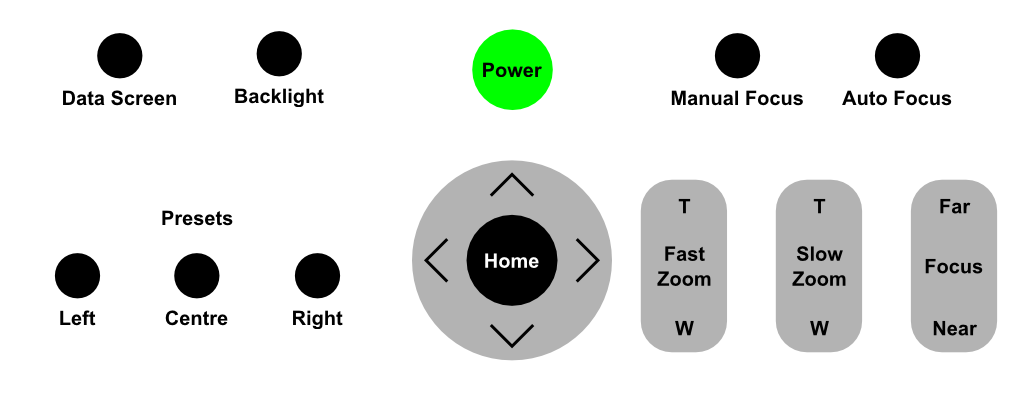 Power
Data Screen
Backlight
Manual Focus
Auto Focus
Presets
Left
Centre
Right
Home
T
Fast
Zoom
W
T
Slow
Zoom
W
Far
Focus
Near